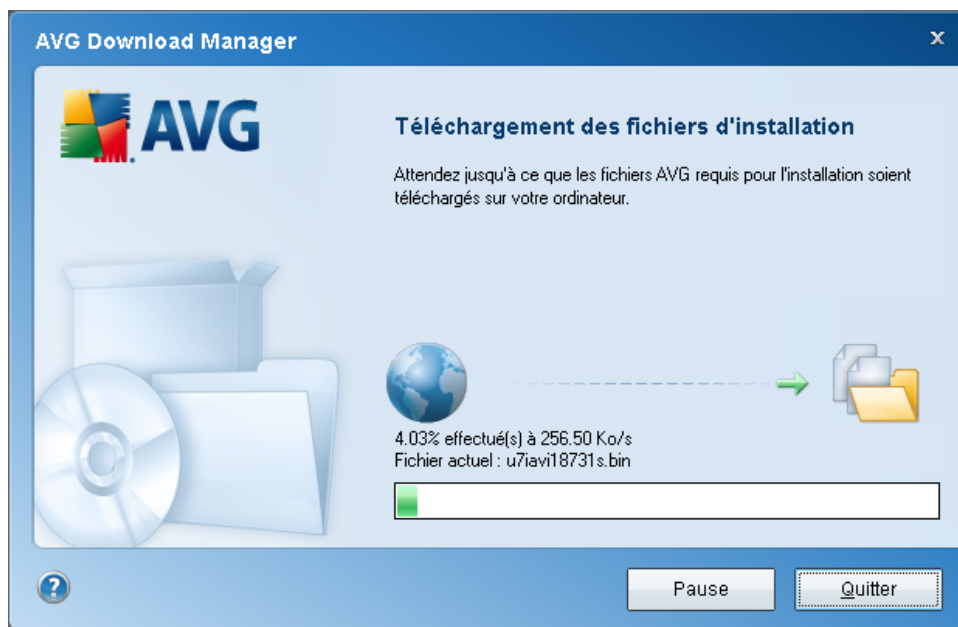 AVG Download Manager
x
AVG
Téléchargement des fichiers d'installation
Attendez jusqu'à ce que les fichiers AVG requis pour l'installation soient
téléchargés sur votre ordinateur.
4.03% effectué(s) à 256.50 Ko/s
Fichier actuel : u7iavi18731s.bin
?
Pause
Quitter